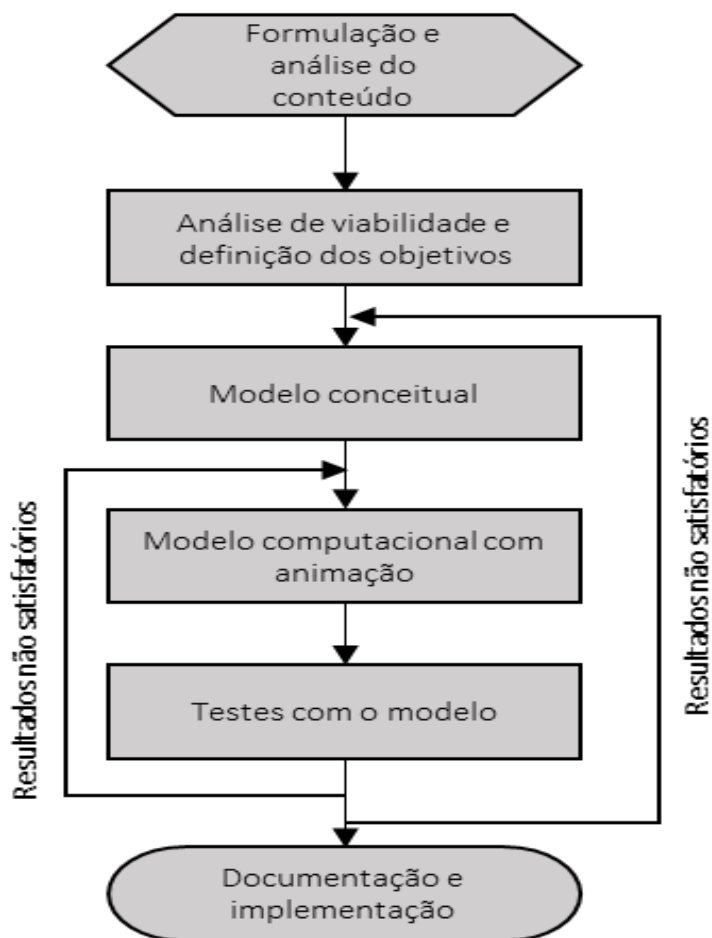 Formulação e
análise do
conteúdo
Análise de viabilidade e
definição dos objetivos
Modelo conceitual
Modelo computacional com
animação
Testes com o modelo
Documentação e
implementação
Resultados não satisfatórios
Resultados não satisfatórios